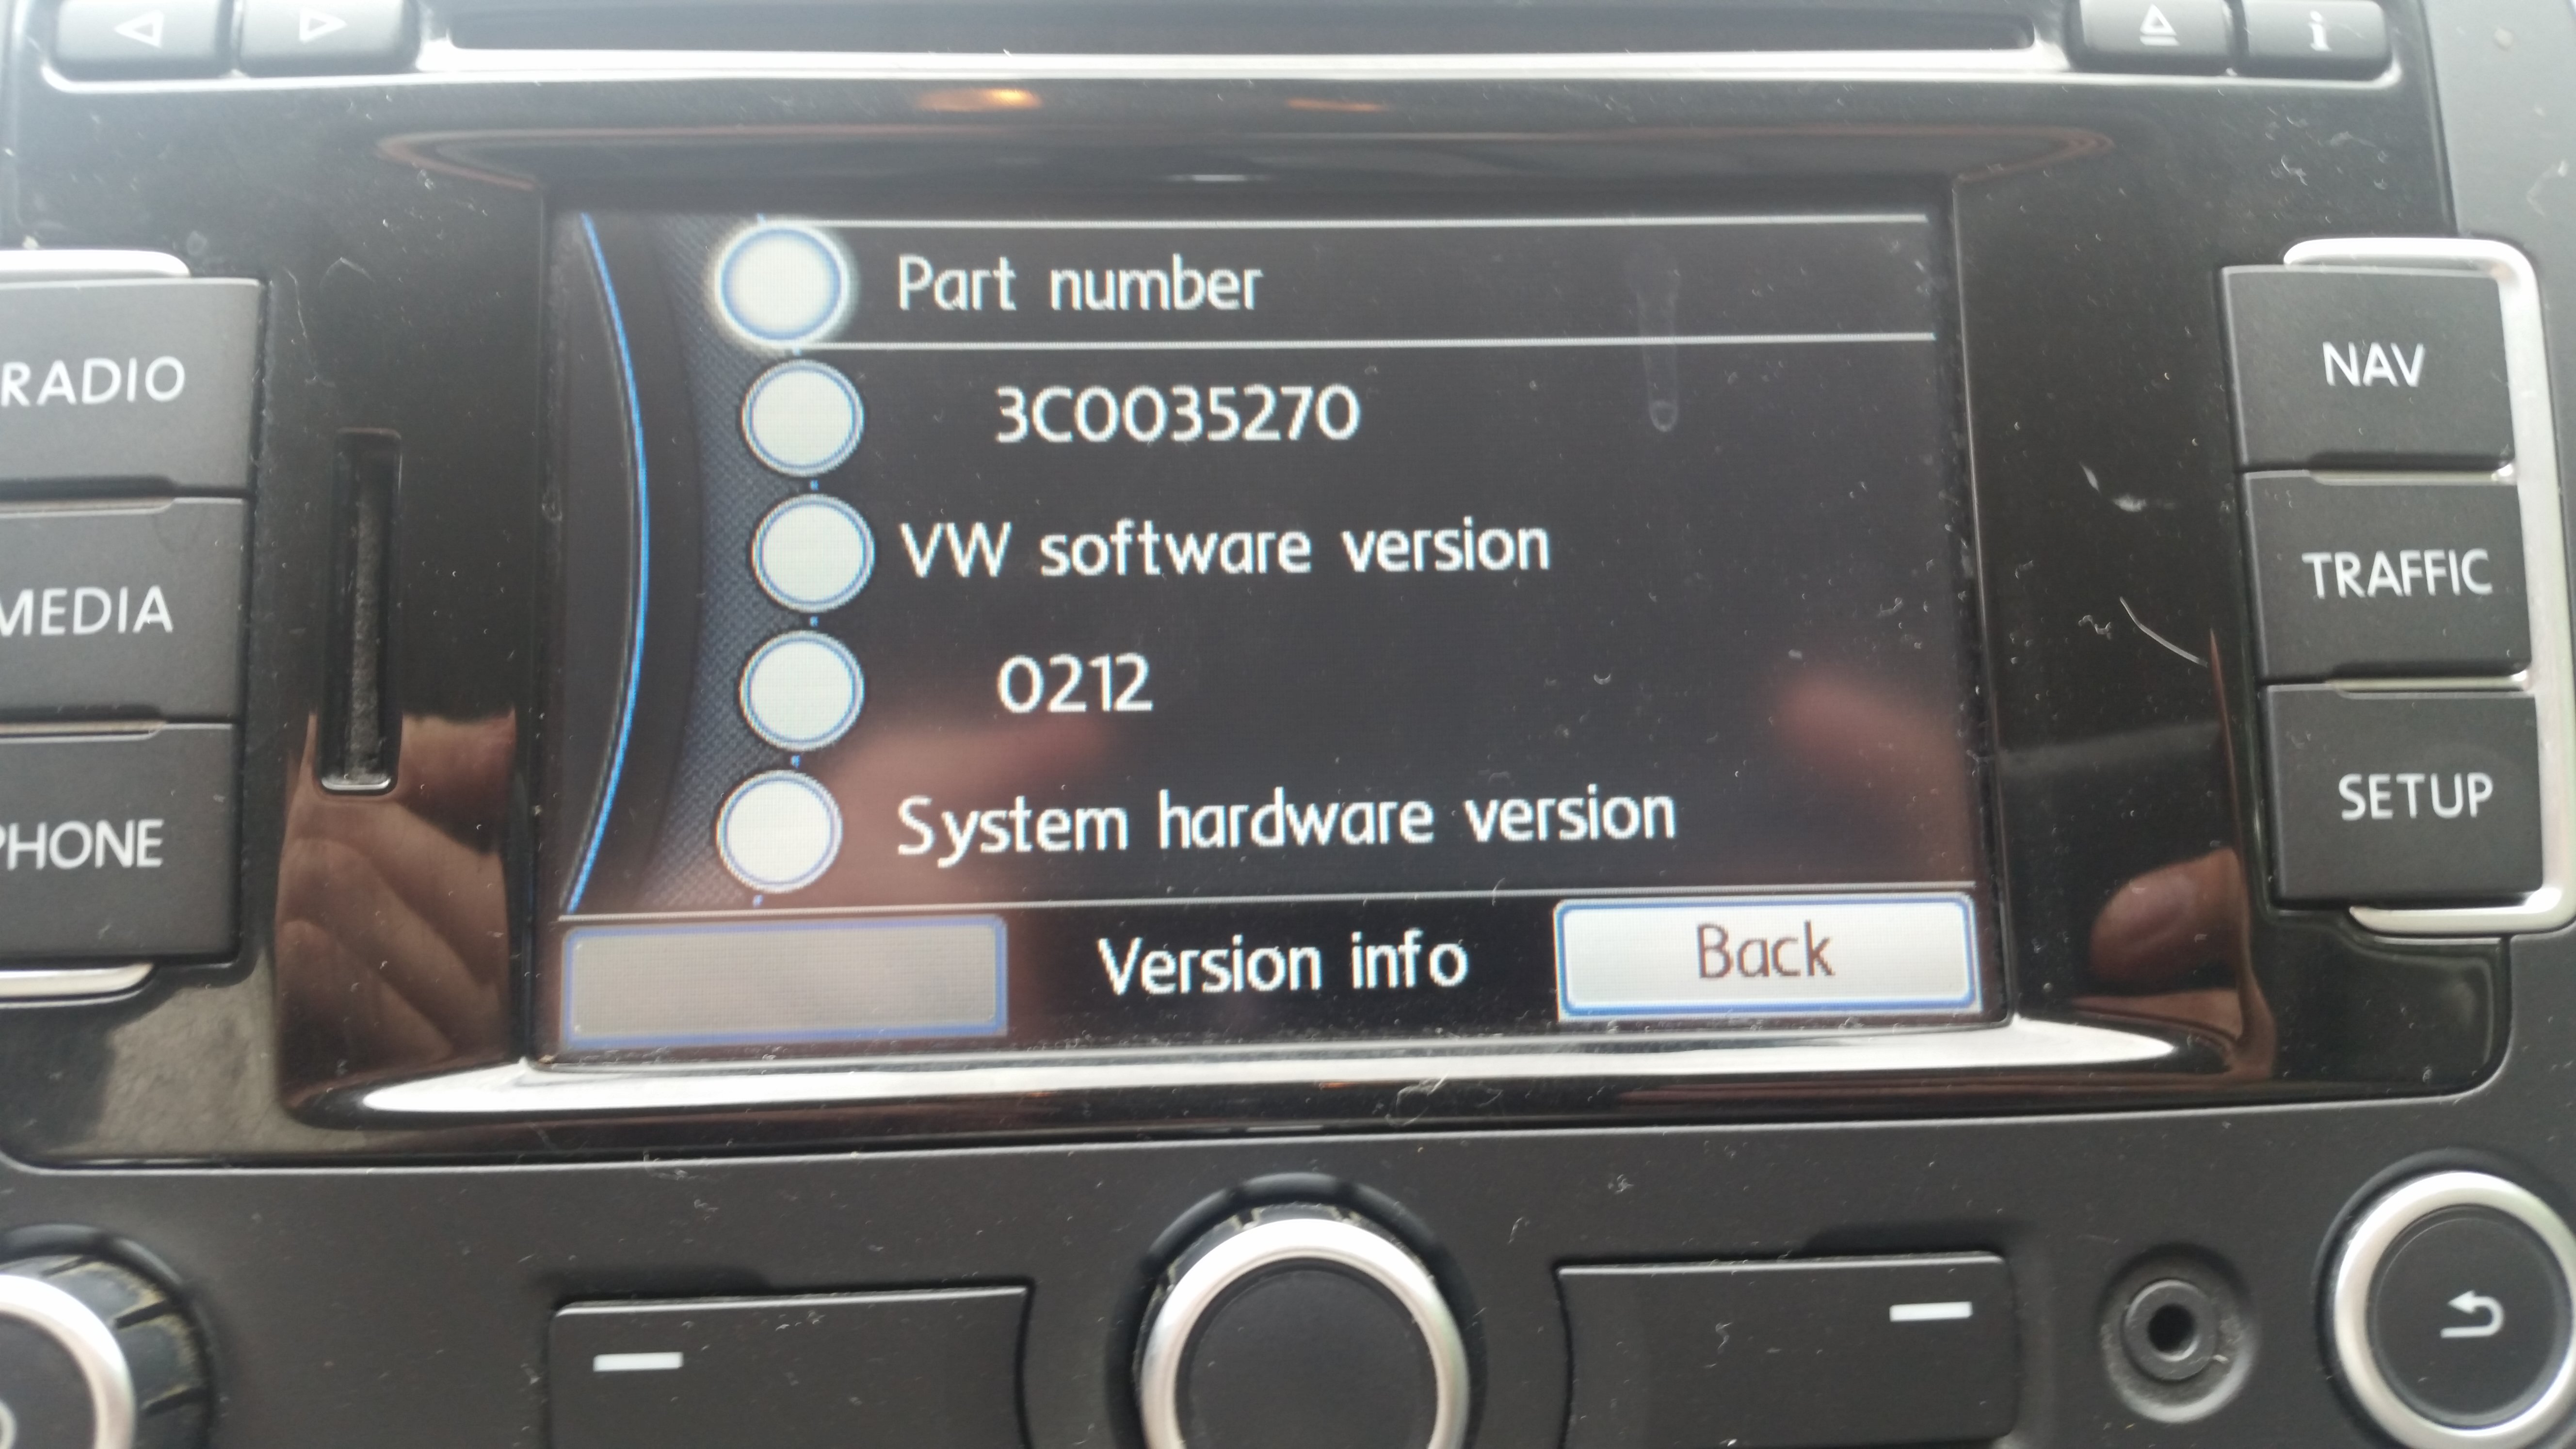 RADIO
MEDIA
PHONE
Part number
3C0035270
VW software version
0212
System hardware version
Version info
Back
NAV
TRAFFIC
SETUP